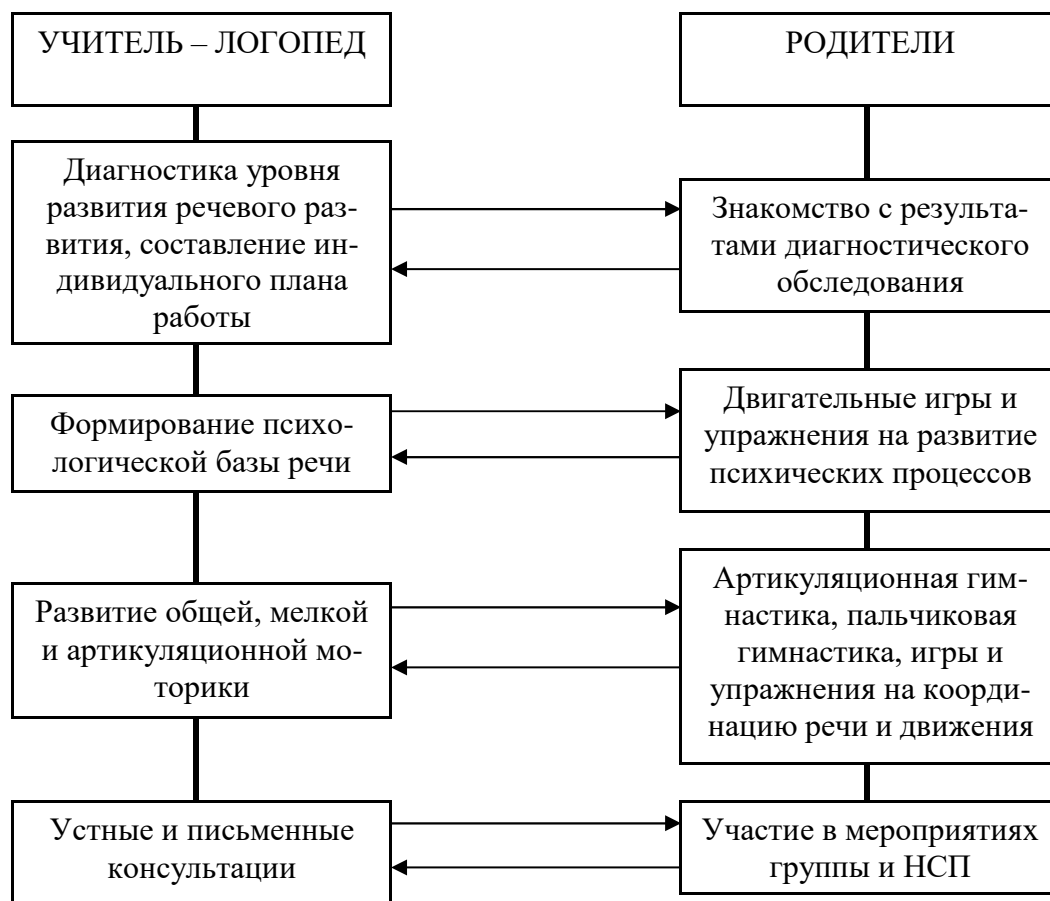 УЧИТЕЛЬ – ЛОГОПЕД
РОДИТЕЛИ
Диагностика уровня
развития речевого раз-
вития, составление ин-
дивидуального плана
работы
Знакомство с результа-
тами диагностического
обследования
Формирование психо-
логической базы речи
Двигательные игры и
упражнения на развитие
психических процессов
Развитие общей, мелкой
и артикуляционной мо-
торики
Артикуляционная гим-
настика, пальчиковая
гимнастика, игры и
упражнения на коорди-
нацию речи и движения
Устные и письменные
консультации
Участие в мероприятиях
группы и НСП